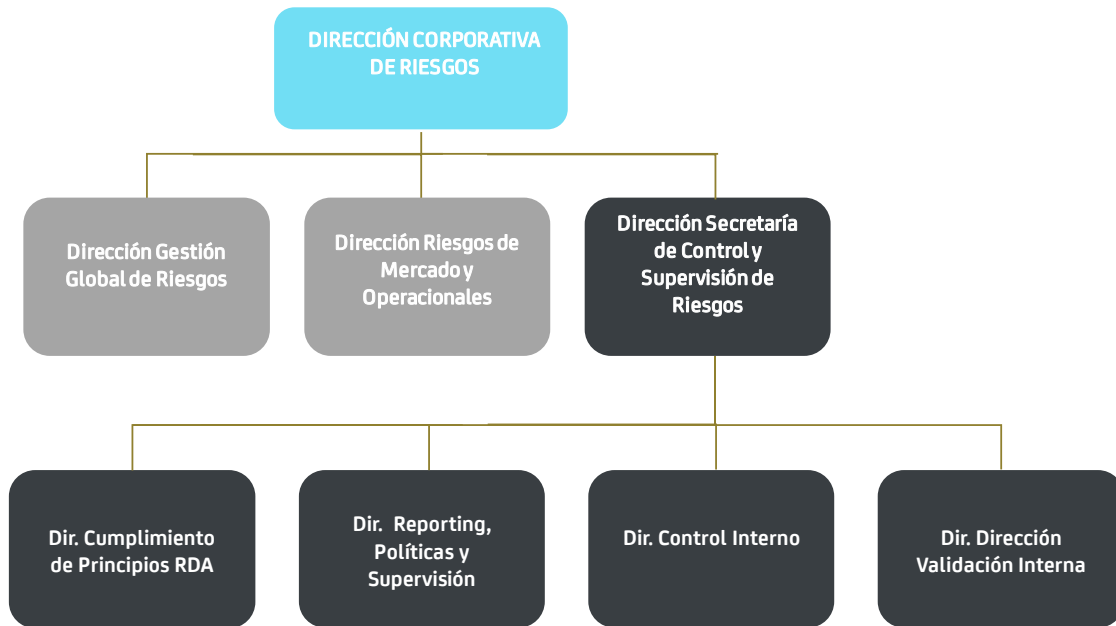 DIRECCIÓN CORPORATIVA
DE RIESGOS
Dirección Gestión
Global de Riesgos
Dirección Riesgos de
Mercado y
Operacionales
Dirección Secretaría
de Control y
Supervisión de
Riesgos
Dir. Cumplimiento
de Principios RDA
Dir. Reporting,
Políticas y
Supervisión
Dir. Control Interno
Dir. Dirección
Validación Interna